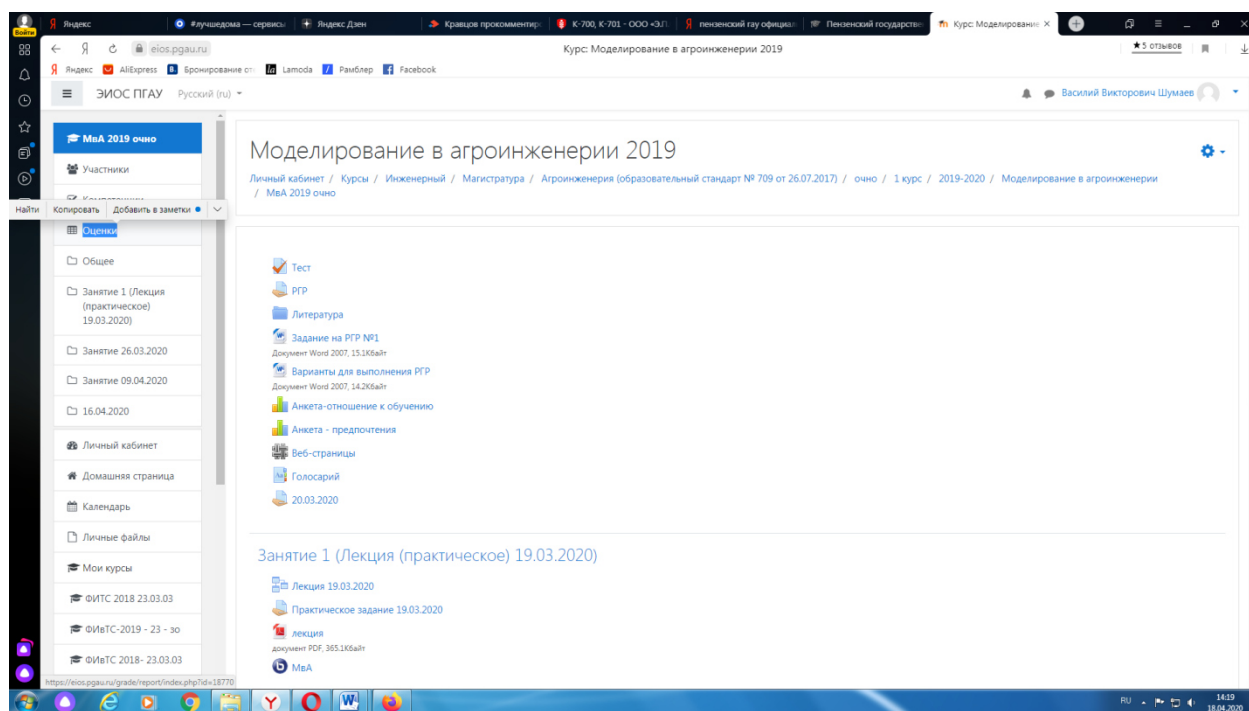 Войти
Яндекс
#лучшедома — сервисы
Яндекс Дзен
Кравцов прокомментир
К-700, К-701 - ООО «З.П.
пензенский гау официал
Пензенский государстве
Курс: Моделирование
eios.pgau.ru
Курс: Моделирование в агроинженерии 2019
★5 отзывов
Яндекс
AliExpress
Бронирование от
Lamoda
Рамблер
Facebook
ЭИОС ПГАУ
Русский (ru)
Василий Викторович Шумаев
МвА 2019 очно
Участники
Найти
Копировать
Добавить в заметки
Оценки
Общее
Занятие 1 (Лекция
(практическое)
19.03.2020)
Занятие 26.03.2020
Занятие 09.04.2020
16.04.2020
Личный кабинет
Домашняя страница
Календарь
Личные файлы
Мои курсы
ФИТС 2018 23.03.03
ФИвТС-2019 - 23 - зо
ФИвТС 2018- 23.03.03
https://eios.pgau.ru/grade/report/index.php?id=18770
Моделирование в агроинженерии 2019
Личный кабинет / Курсы / Инженерный / Магистратура / Агроинженерия (образовательный стандарт № 709 от 26.07.2017) / очно / 1 курс / 2019-2020 / Моделирование в агроинженерии
/ МвА 2019 очно
Тест
РГР
Литература
Задание на РГР №1
Документ Word 2007, 15.1Кбайт
Варианты для выполнения РГР
Документ Word 2007, 14.2Кбайт
Анкета-отношение к обучению
Анкета - предпочтения
Веб-страницы
Голосарий
20.03.2020
Занятие 1 (Лекция (практическое) 19.03.2020)
Лекция 19.03.2020
Практическое задание 19.03.2020
лекция
документ PDF, 365.1Кбайт
МвА
RU
14:19
18.04.2020